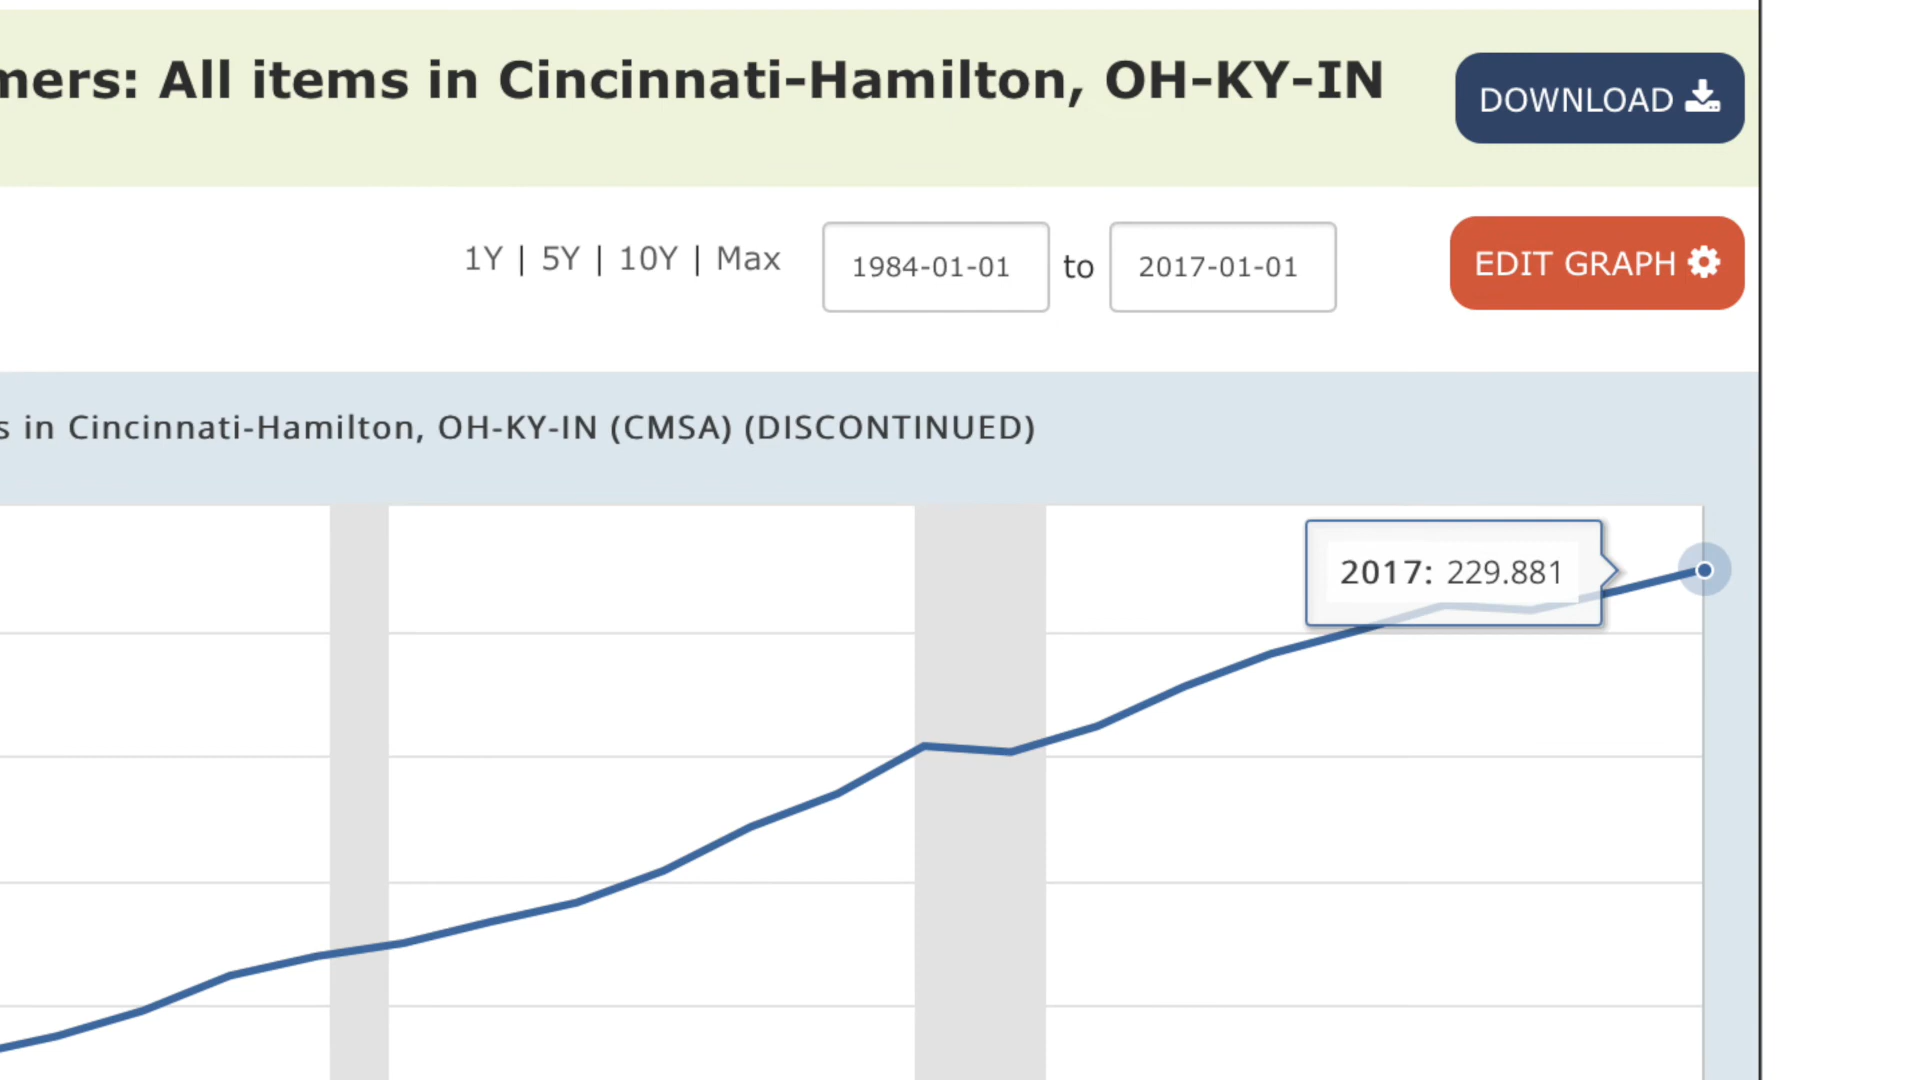 mers: All items in Cincinnati-Hamilton, OH-KY-IN
DOWNLOAD
1Y | 5Y | 10Y | Max
1984-01-01 to 2017-01-01
EDIT GRAPH
s in Cincinnati-Hamilton, OH-KY-IN (CMSA) (DISCONTINUED)
2017: 229.881